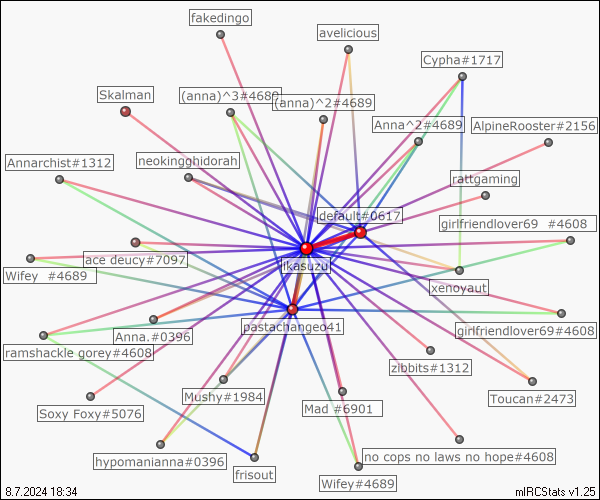 fakedingo
avelicious
Cypha#1717
Skalman
(anna)^3#4689
(anna)^2#4689
Anna^2#4689
AlpineRooster#2156
Annarchist#1312
neokingghidorah
rattgaming
default#0617
girlfriendlover69 #4608
ace deucy#7097
ikasuzu
Wifey #4689
xenoyaut
pastachangeo41
girlfriendlover69#4608
Anna.#0396
ramshackle gorey#4608
zibbits#1312
Mushy#1984
Toucan#2473
Soxy Foxy#5076
Mad #6901
hypomanianna#0396
no cops no laws no hope#4608
frisout
Wifey#4689
8.7.2024 18:34
mIRCStats v1.25